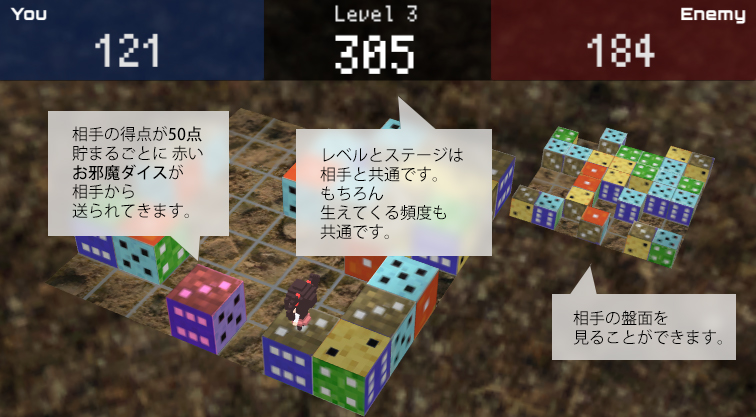 You
Level 3
Enemy
121
305
184
相手の得点が50点
貯まるごとに 赤い
お邪魔ダイスが
相手から
送られてきます。
レベルとステージは
相手と共通です。
もちろん
生えてくる頻度も
共通です。
相手の盤面を
見ることができます。